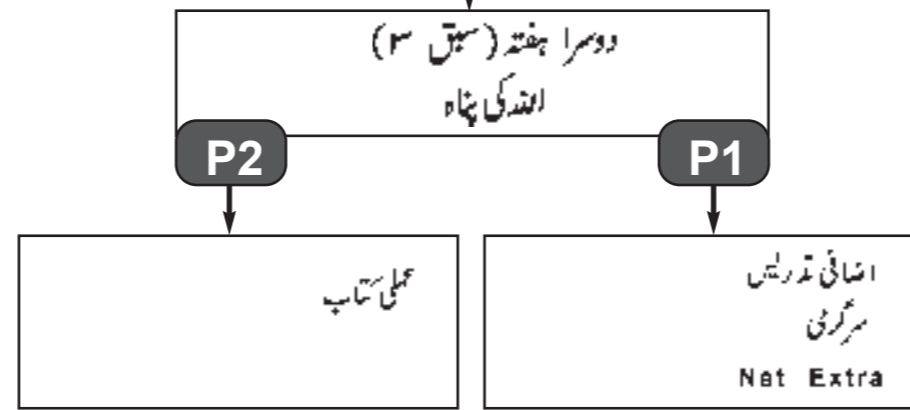 دوسرا ہفتہ (سبق ۳)
اللہ کی پناہ
P1
P2
اضافی تدریس
سرگرمی
Net Extra
عملی کتاب